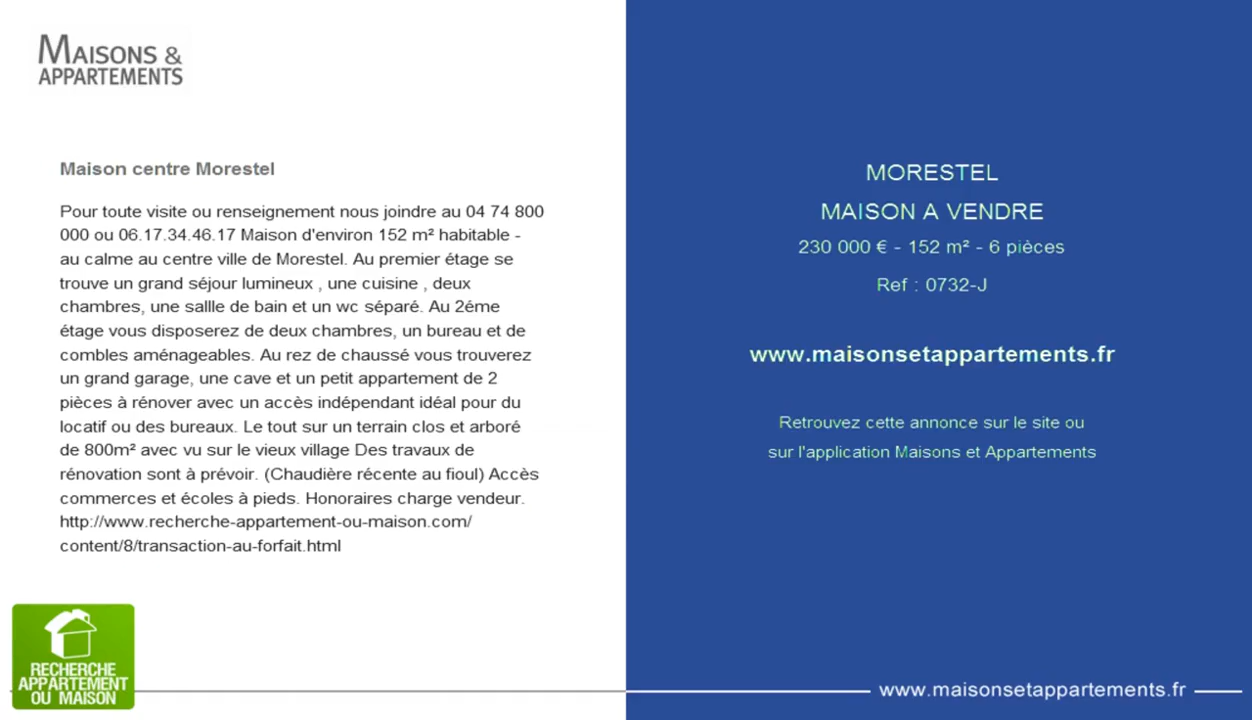 MAISONS &
APPARTEMENTS
Maison centre Morestel
Pour toute visite ou renseignement nous joindre au 04 74 800
000 ou 06.17.34.46.17 Maison d'environ 152 m² habitable -
au calme au centre ville de Morestel. Au premier étage se
trouve un grand séjour lumineux , une cuisine , deux
chambres, une sallle de bain et un wc séparé. Au 2éme
étage vous disposerez de deux chambres, un bureau et de
combles aménageables. Au rez de chaussé vous trouverez
un grand garage, une cave et un petit appartement de 2
pièces à rénover avec un accès indépendant idéal pour du
locatif ou des bureaux. Le tout sur un terrain clos et arboré
de 800m² avec vu sur le vieux village Des travaux de
rénovation sont à prévoir. (Chaudière récente au fioul) Accès
commerces et écoles à pieds. Honoraires charge vendeur.
http://www.recherche-appartement-ou-maison.com/
content/8/transaction-au-forfait.html
RECHERCHE
APPARTEMENT
OU MAISON
MORESTEL
MAISON A VENDRE
230 000 € - 152 m² - 6 pièces
Ref : 0732-J
www.maisonsetappartements.fr
Retrouvez cette annonce sur le site ou
sur l'application Maisons et Appartements
www.maisonsetappartements.fr